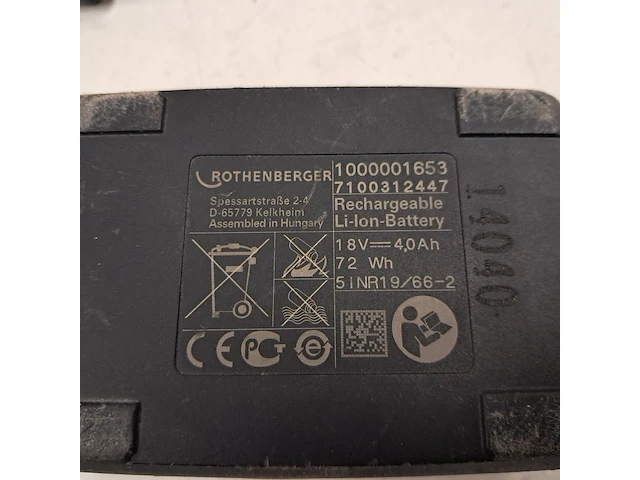 ROTHENBERGER
Spessartstraße 2-4
D-65779 Kelkheim
Assembled in Hungary
1000001653
7100312447
Rechargeable
Li-Ion-Battery
18V⎓4,0Ah
72 Wh
5INR19/66-2
CE
14040